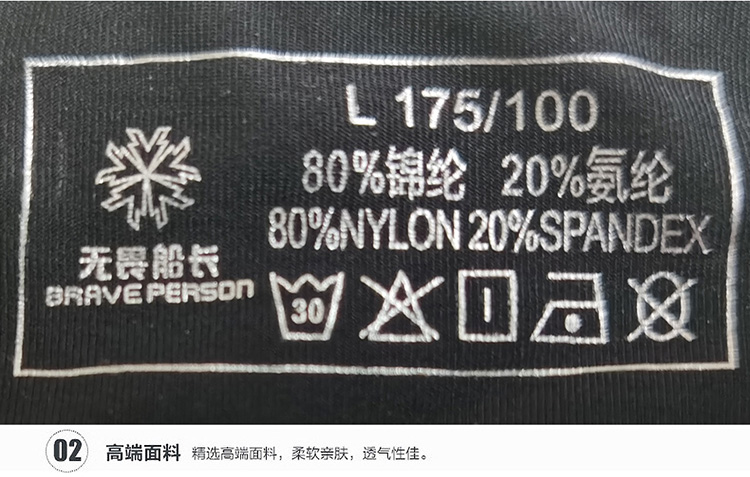 L 175/100
80%锦纶 20%氨纶
80%NYLON 20%SPANDEX
无畏船长
BRAVE PERSON
30
02 高端面料 精选高端面料，柔软亲肤，透气性佳。